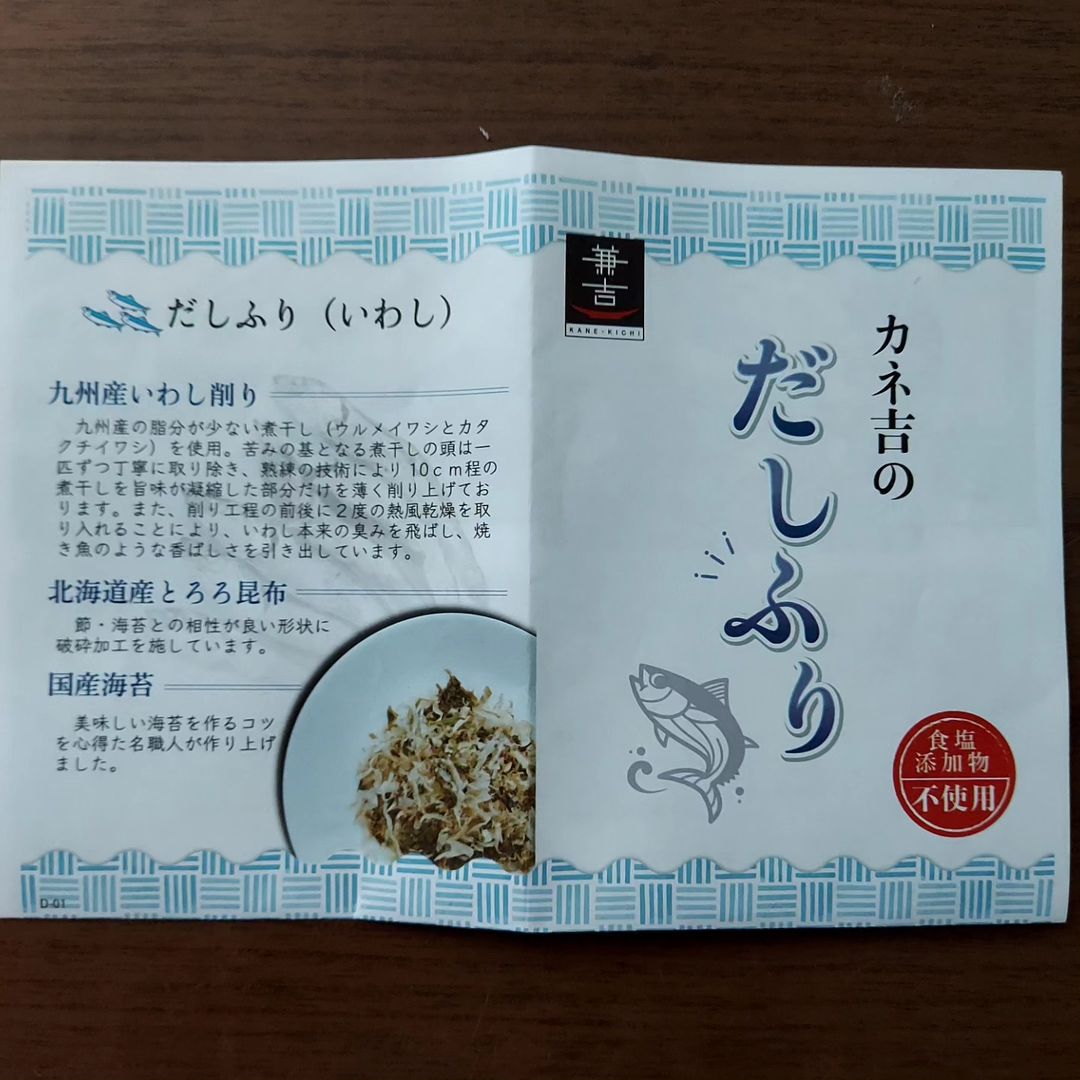 だしふり（いわし）
九州産いわし削り
九州産の脂分が少ない煮干し（ウルメイワシとカタ
クチイワシ）を使用。苦みの基となる煮干しの頭は一
匹ずつ丁寧に取り除き、熟練の技術により10cm程の
煮干しを旨味が凝縮した部分だけを薄く削り上げてお
ります。また、削り工程の前後に２度の熱風乾燥を取
り入れることにより、いわし本来の臭みを飛ばし、焼
き魚のような香ばしさを引き出しています。
北海道産とろろ昆布
節・海苔との相性が良い形状に
破砕加工を施しています。
国産海苔
美味しい海苔を作るコツ
を心得た名職人が作り上げ
ました。
D-01
兼吉
KANE-KICHI
カネ吉の
だしふり
食塩
添加物
不使用